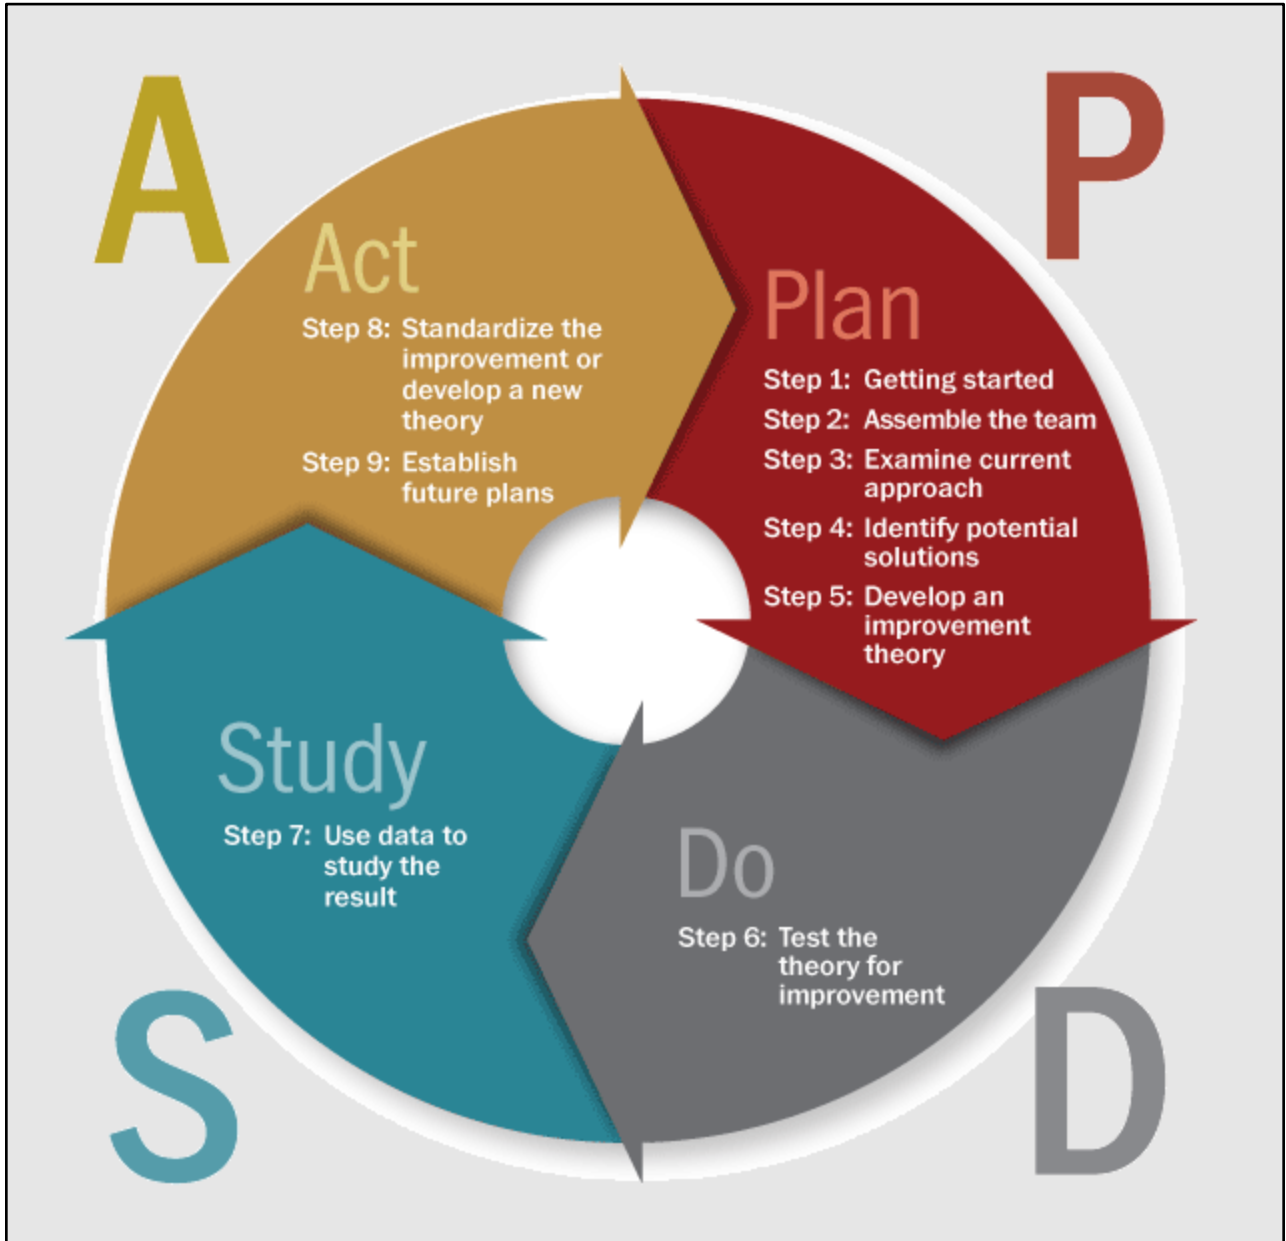 A
P
Act
Step 8: Standardize the
improvement or
develop a new
theory
Step 9: Establish
future plans
Plan
Step 1: Getting started
Step 2: Assemble the team
Step 3: Examine current
approach
Step 4: Identify potential
solutions
Step 5: Develop an
improvement
theory
Study
Step 7: Use data to
study the
result
Do
Step 6: Test the
theory for
improvement
S
D